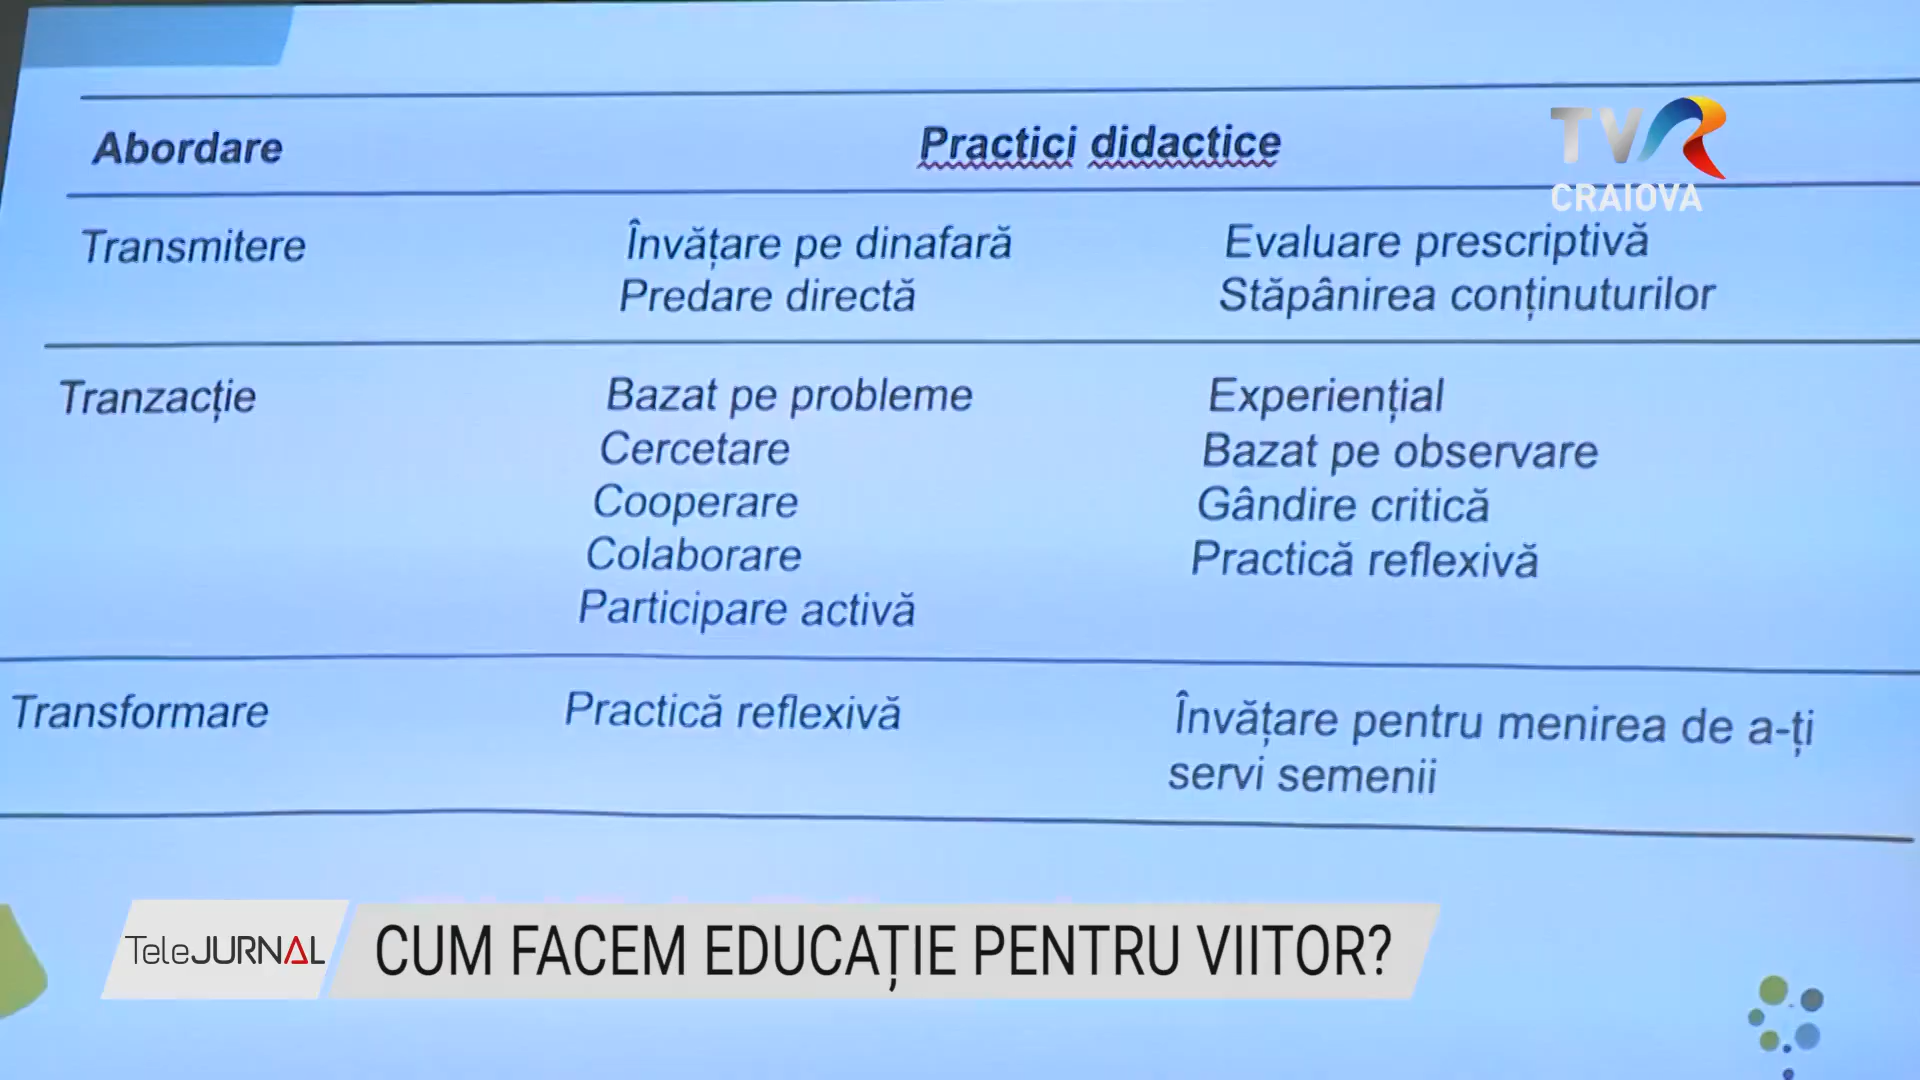 Abordare
Practici didactice
TVR
CRAIOVA
Transmitere
Învățare pe dinafară
Predare directă
Evaluare prescriptivă
Stăpânirea conținuturilor
Tranzacție
Bazat pe probleme
Cercetare
Cooperare
Colaborare
Participare activă
Experiențial
Bazat pe observare
Gândire critică
Practică reflexivă
Transformare
Practică reflexivă
Învățare pentru menirea de a-ți
servi semenii
TeleJURNAL
CUM FACEM EDUCAȚIE PENTRU VIITOR?